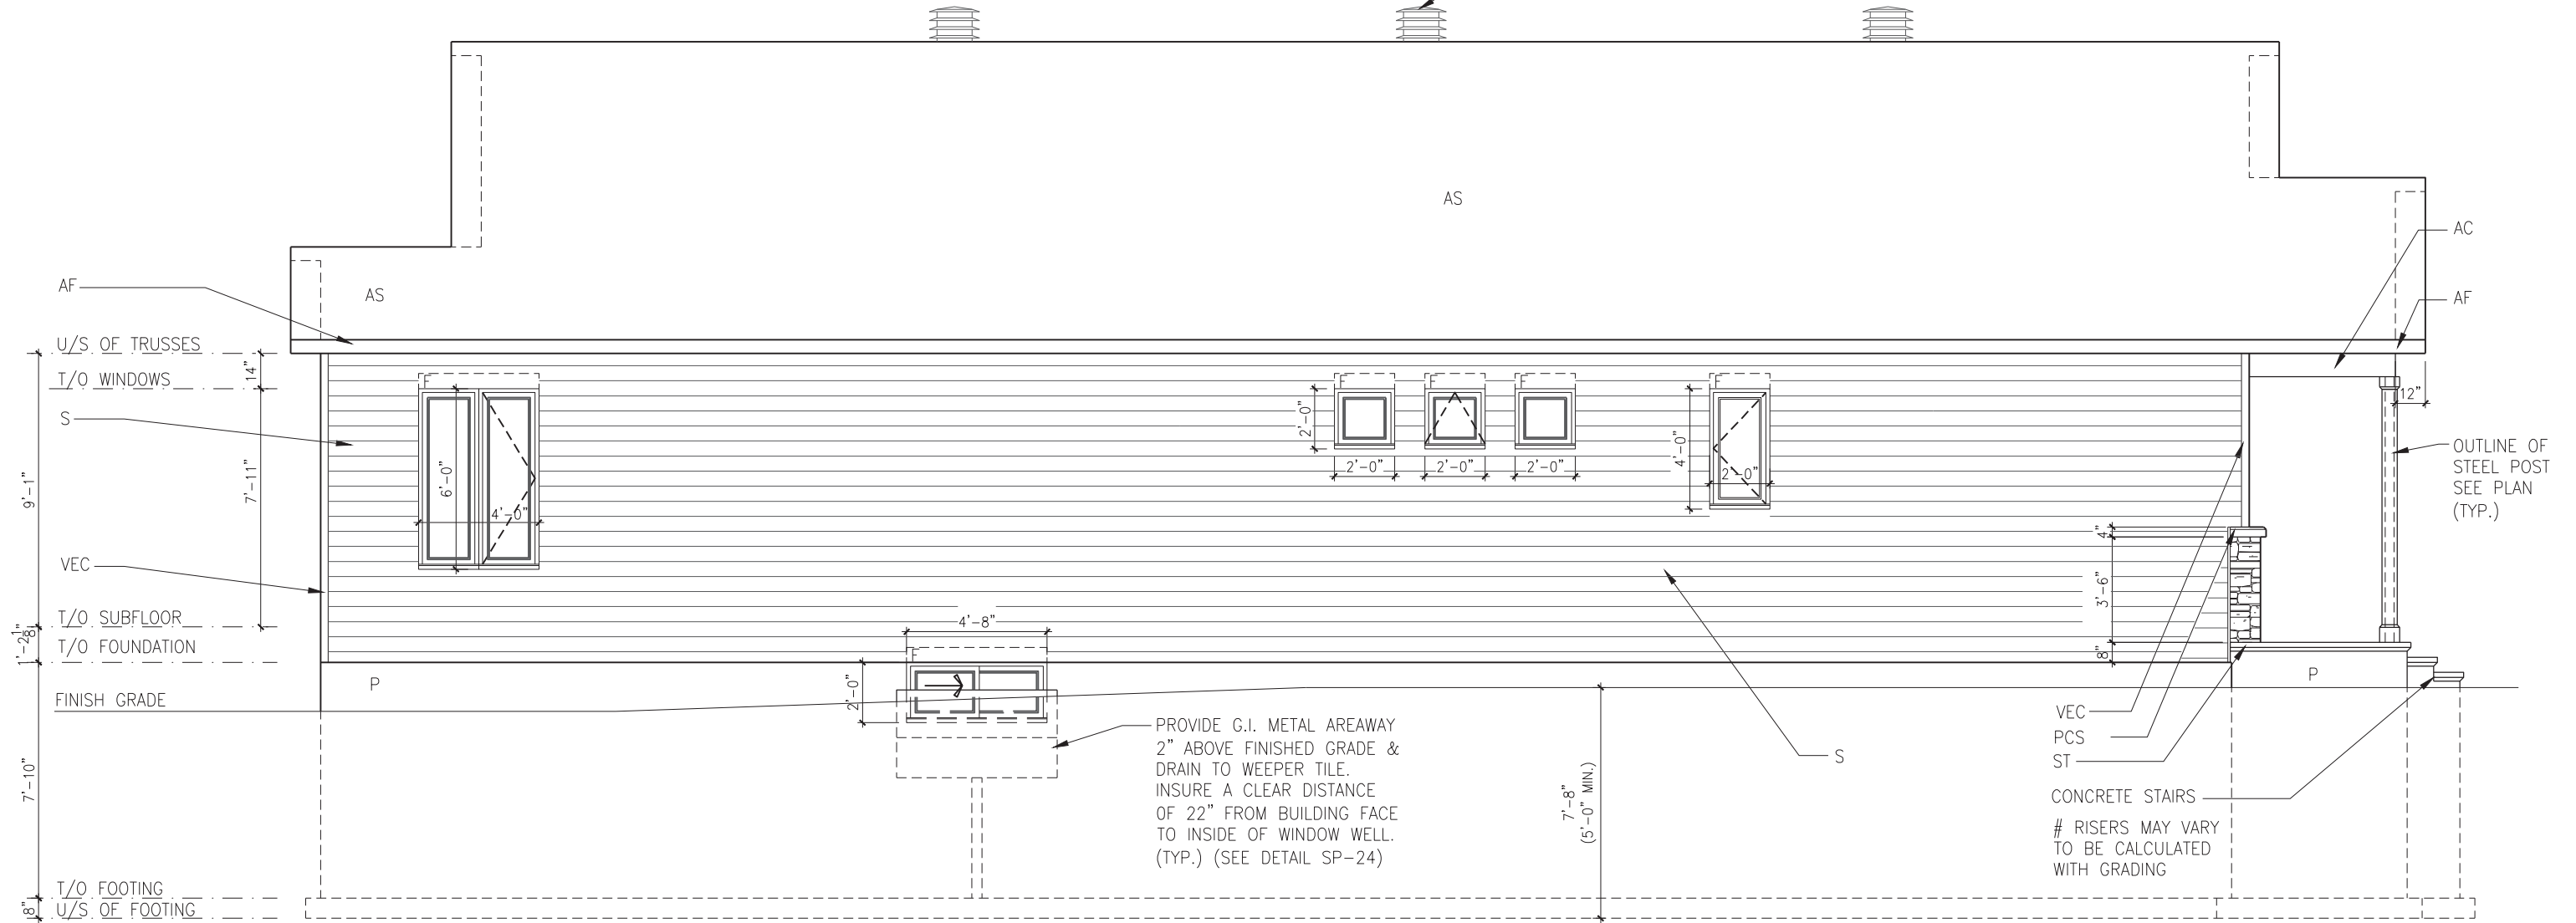 AS
AC
AF
AF
AS
U/S OF TRUSSES
14"
T/O WINDOWS
12"
S
2'-0"
4'-0"
OUTLINE OF
STEEL POST
SEE PLAN
(TYP.)
2'-0"
2'-0"
2'-0"
2'-0"
9'-1"
7'-11"
6'-0"
4'-0"
4"
3'-6"
8"
VEC
T/O SUBFLOOR
1'-2 1/8"
T/O FOUNDATION
4'-8"
2'-0"
P
P
FINISH GRADE
PROVIDE G.I. METAL AREAWAY
2" ABOVE FINISHED GRADE &
DRAIN TO WEEPER TILE.
INSURE A CLEAR DISTANCE
OF 22" FROM BUILDING FACE
TO INSIDE OF WINDOW WELL.
(TYP.) (SEE DETAIL SP-24)
S
VEC
PCS
ST
CONCRETE STAIRS
# RISERS MAY VARY
TO BE CALCULATED
WITH GRADING
7'-10"
7'-8"
(5'-0" MIN.)
T/O FOOTING
8"
U/S OF FOOTING